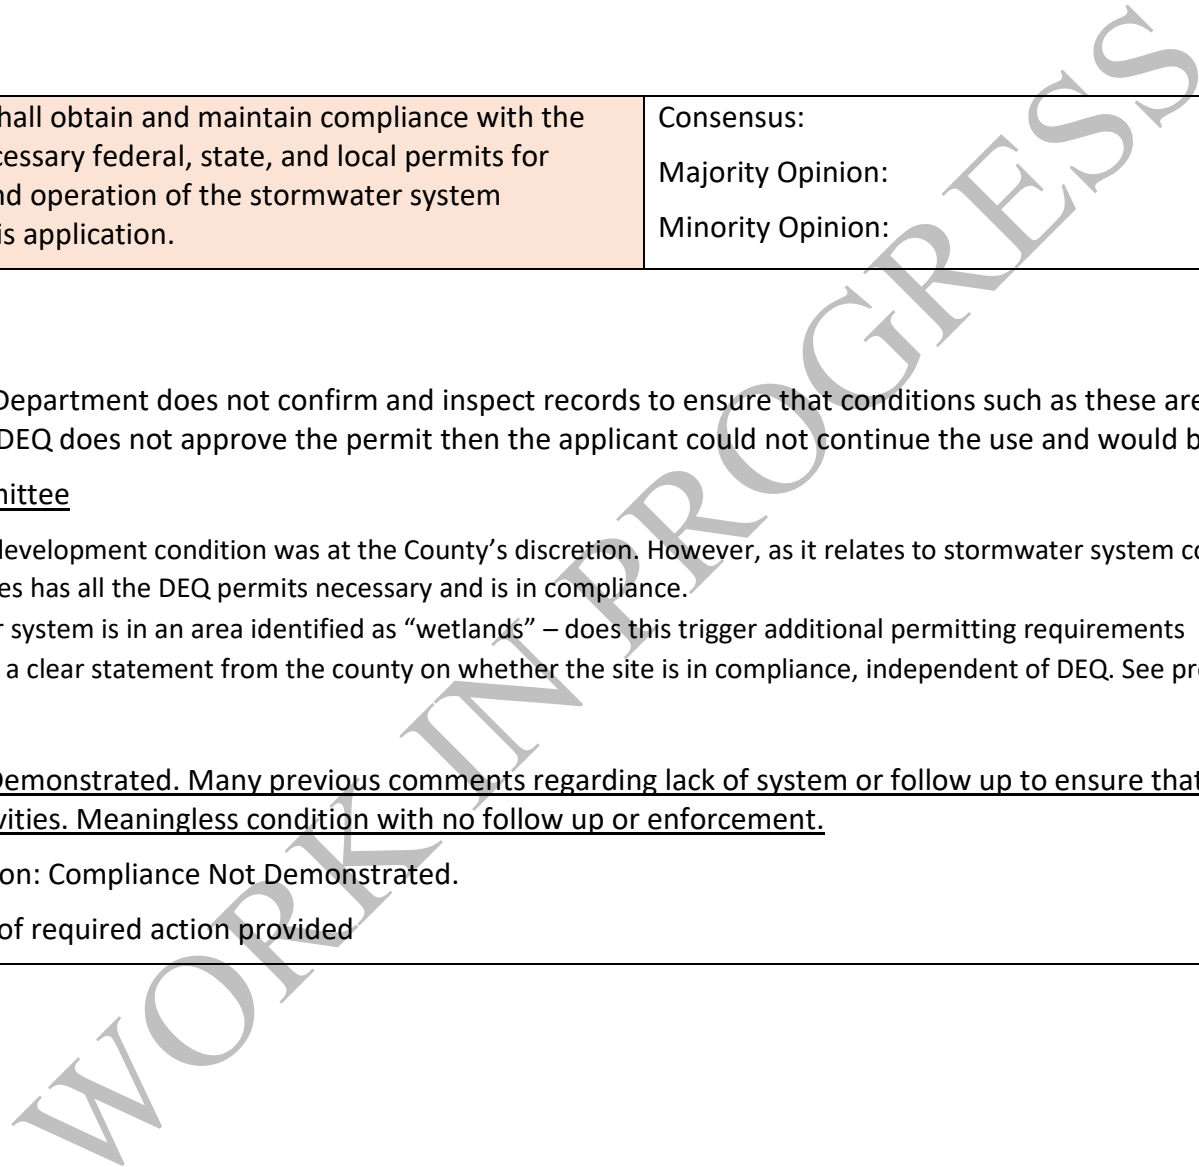 hall obtain and maintain compliance with the
cessary federal, state, and local permits for
nd operation of the stormwater system
is application.
Consensus:
Majority Opinion:
Minority Opinion:
Department does not confirm and inspect records to ensure that conditions such as these are
DEQ does not approve the permit then the applicant could not continue the use and would b
mittee
development condition was at the County’s discretion. However, as it relates to stormwater system co
es has all the DEQ permits necessary and is in compliance.
r system is in an area identified as “wetlands” – does this trigger additional permitting requirements
a clear statement from the county on whether the site is in compliance, independent of DEQ. See pr
Demonstrated. Many previous comments regarding lack of system or follow up to ensure that
vities. Meaningless condition with no follow up or enforcement.
on: Compliance Not Demonstrated.
of required action provided
WORK IN PROGRESS